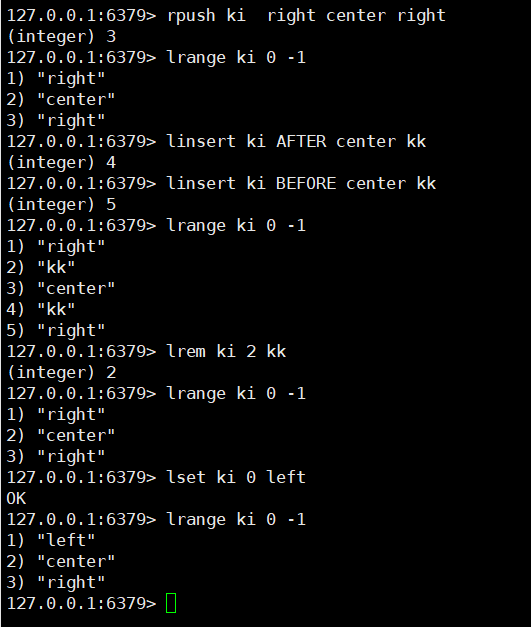 127.0.0.1:6379> rpush ki  right center right
(integer) 3
127.0.0.1:6379> lrange ki 0 -1
1) "right"
2) "center"
3) "right"
127.0.0.1:6379> linsert ki AFTER center kk
(integer) 4
127.0.0.1:6379> linsert ki BEFORE center kk
(integer) 5
127.0.0.1:6379> lrange ki 0 -1
1) "right"
2) "kk"
3) "center"
4) "kk"
5) "right"
127.0.0.1:6379> lrem ki 2 kk
(integer) 2
127.0.0.1:6379> lrange ki 0 -1
1) "right"
2) "center"
3) "right"
127.0.0.1:6379> lset ki 0 left
OK
127.0.0.1:6379> lrange ki 0 -1
1) "left"
2) "center"
3) "right"
127.0.0.1:6379>